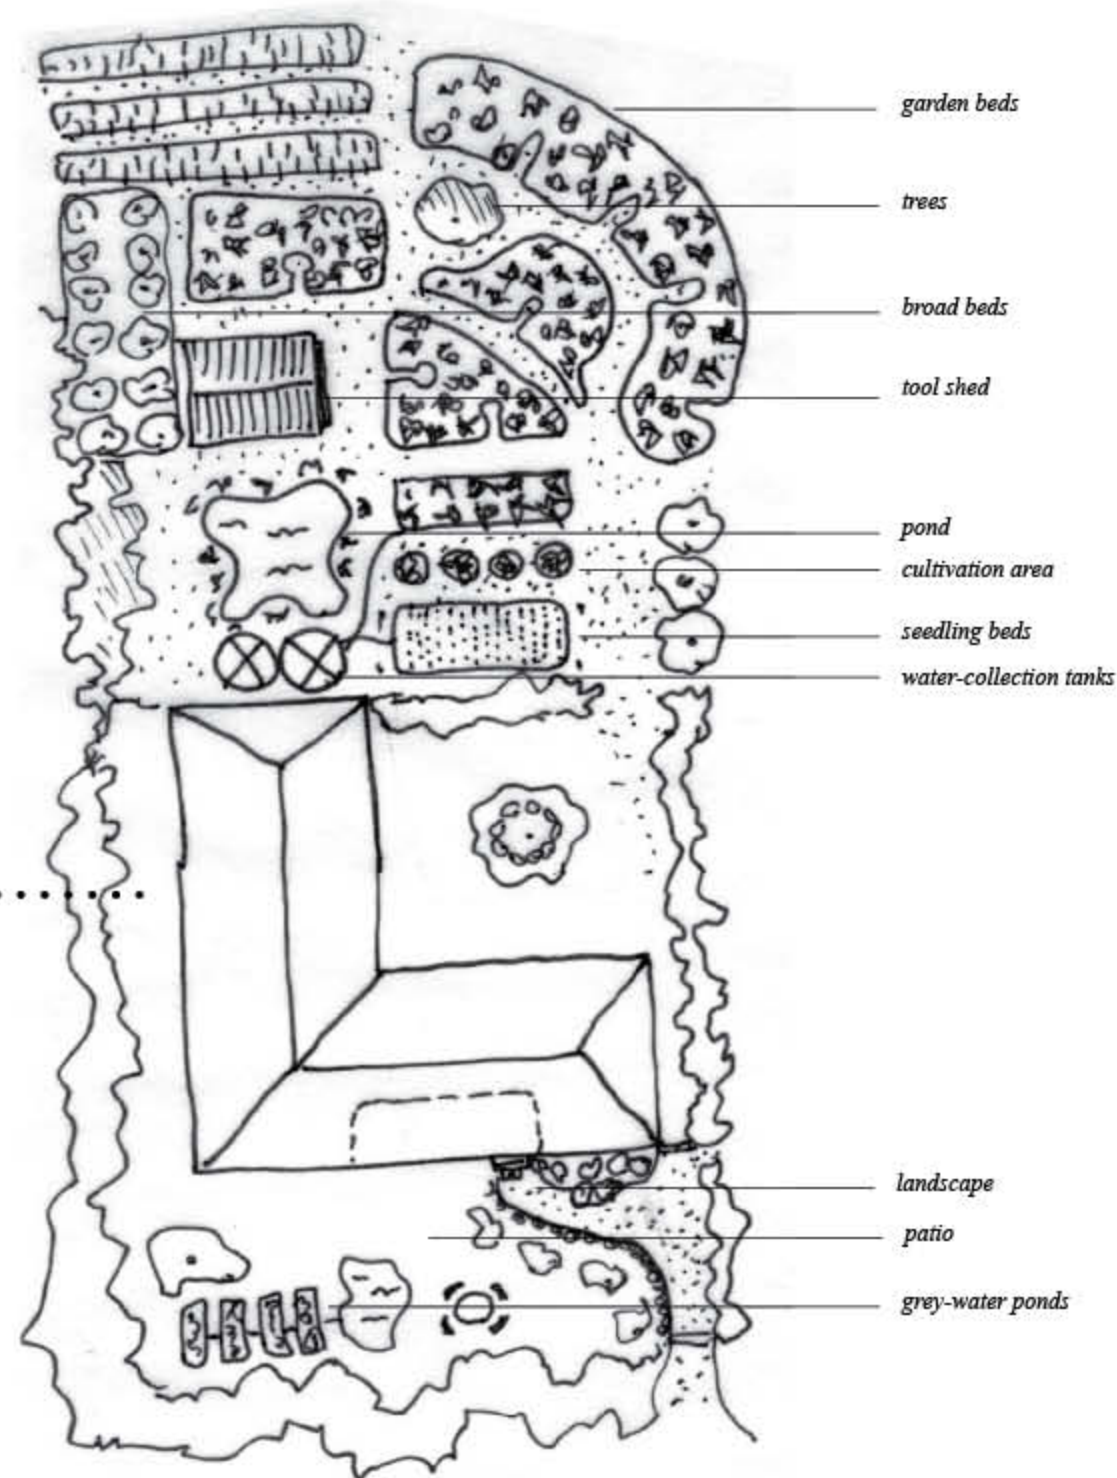 garden beds
trees
broad beds
tool shed
pond
cultivation area
seedling beds
water-collection tanks
landscape
patio
grey-water ponds